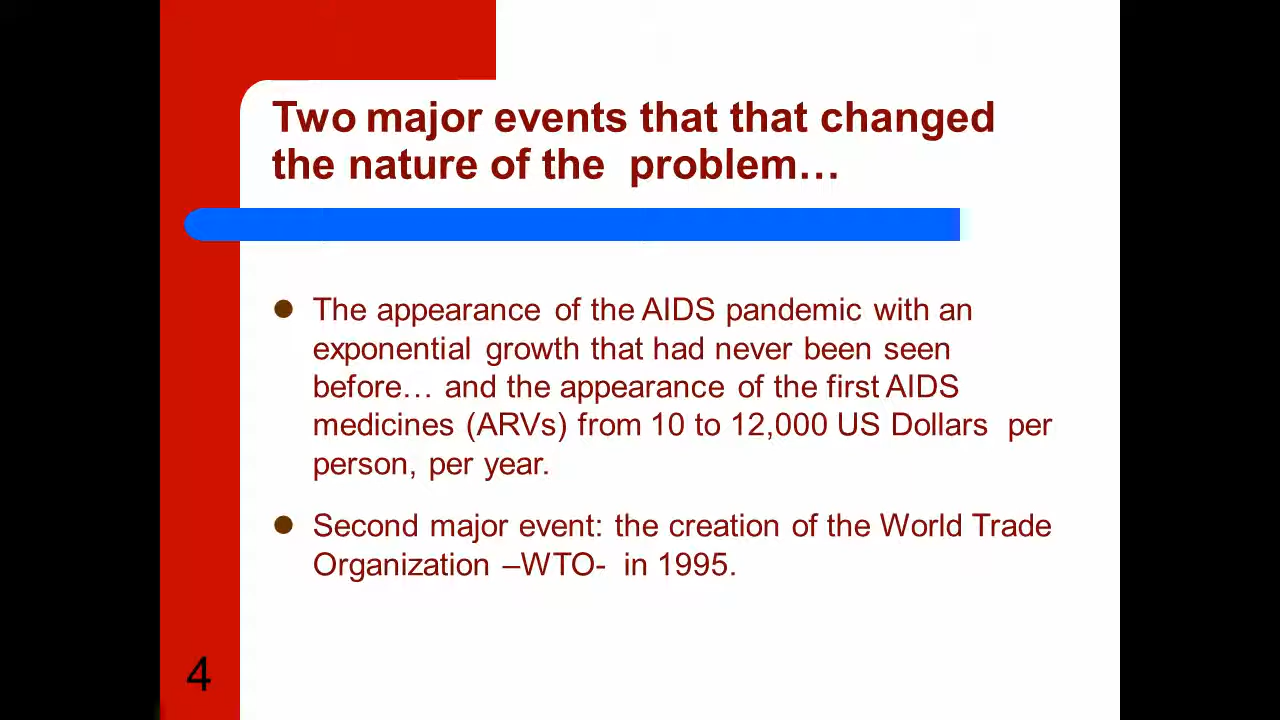 Two major events that that changed
the nature of the problem…
The appearance of the AIDS pandemic with an
exponential growth that had never been seen
before… and the appearance of the first AIDS
medicines (ARVs) from 10 to 12,000 US Dollars per
person, per year.
Second major event: the creation of the World Trade
Organization –WTO- in 1995.
4